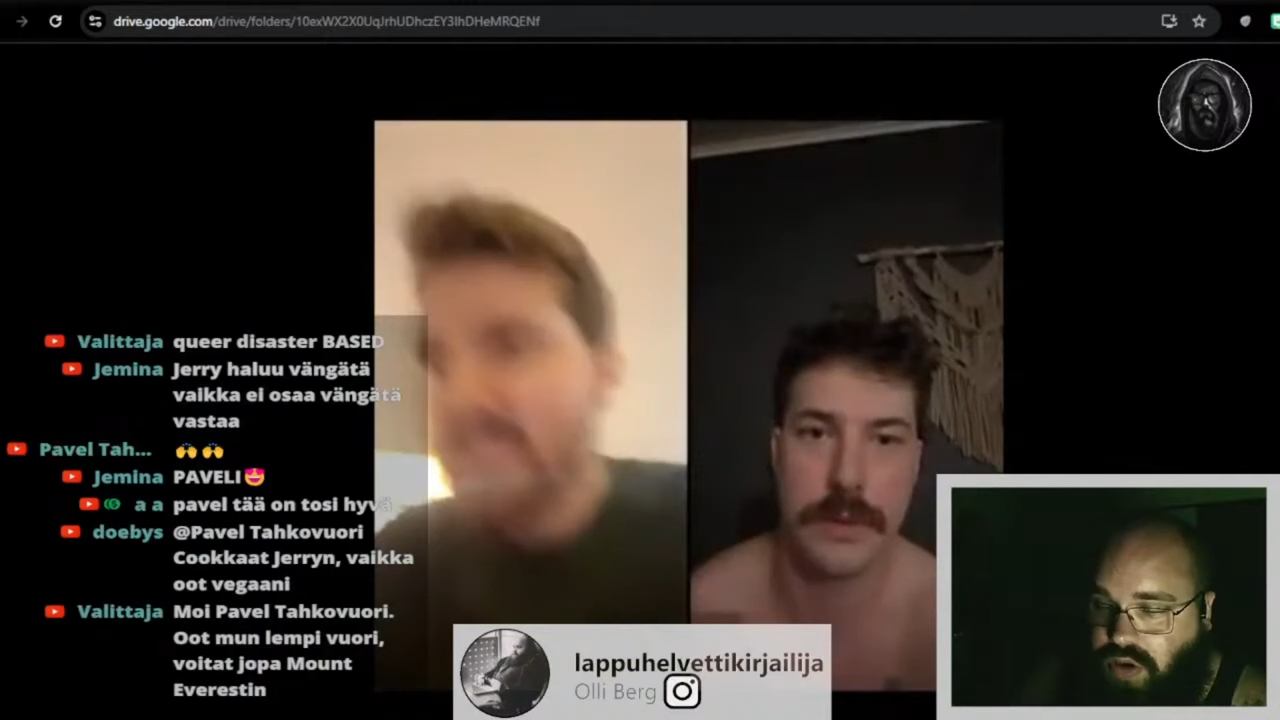 drive.google.com/drive/folders/10exWX2X0UqJrhUDhczEY3IhDHeMRQENf
Valittaja queer disaster BASED
Jemina Jerry haluu vängätä
vaikka ei osaa vängätä
vastaa
Pavel Tah... 🙌🙌
Jemina PAVELI😍
a a pavel tää on tosi hyvä
doebys @Pavel Tahkovuori
Cookkaat Jerryn, vaikka
oot vegaani
Valittaja Moi Pavel Tahkovuori.
Oot mun lempi vuori,
voitat jopa Mount
Everestin
lappuhelvettikirjailija
Olli Berg